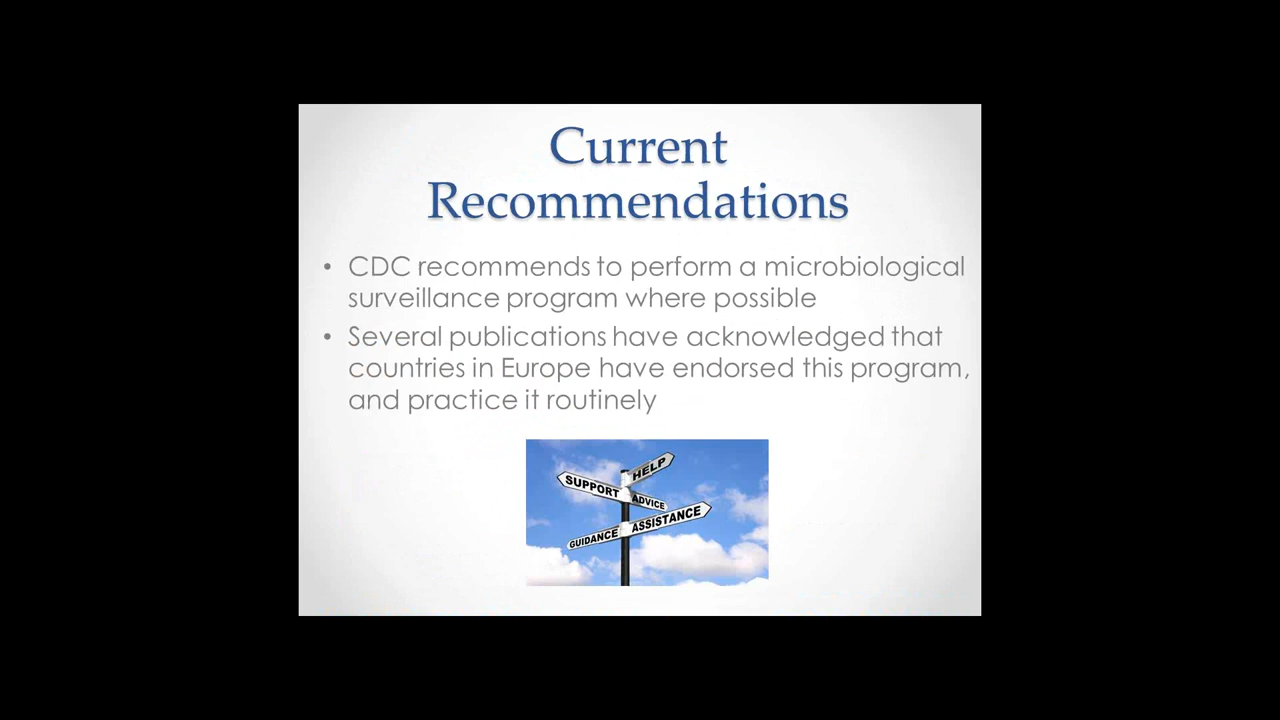 Current
Recommendations
• CDC recommends to perform a microbiological
surveillance program where possible
• Several publications have acknowledged that
countries in Europe have endorsed this program,
and practice it routinely
HELP
SUPPORT
ADVICE
ASSISTANCE
GUIDANCE